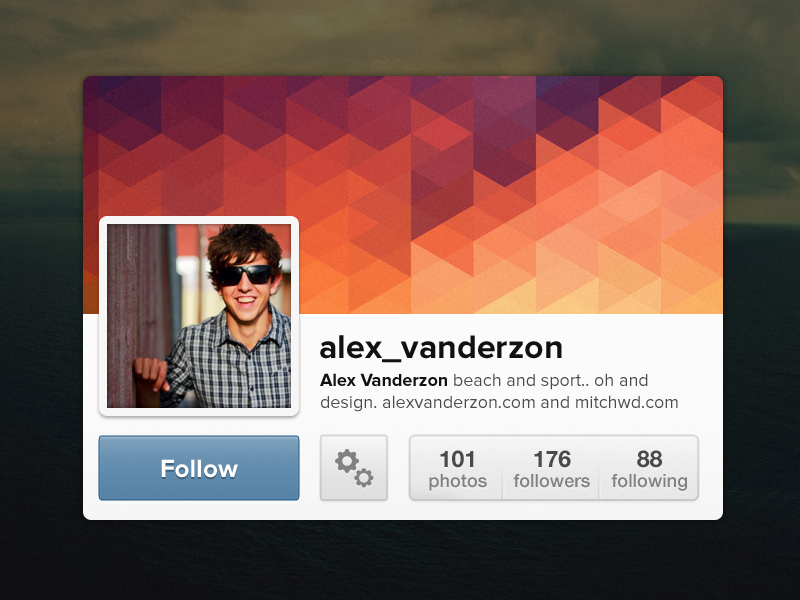 alex_vanderzon
Alex Vanderzon beach and sport.. oh and
design. alexvanderzon.com and mitchwd.com
Follow
101
photos
176
followers
88
following